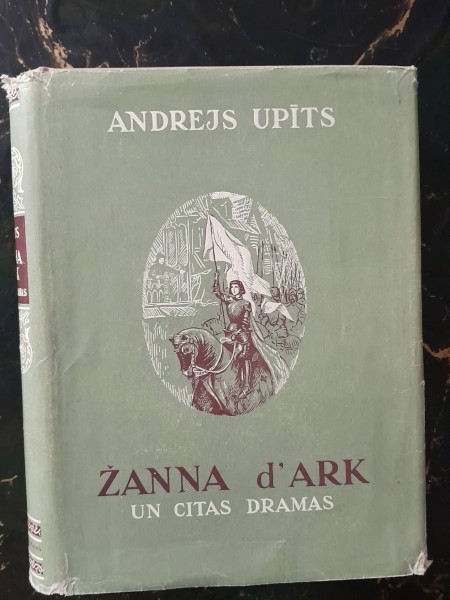 ANDREJS UPĪTS
ŽANNA d'ARK
UN CITAS DRAMAS